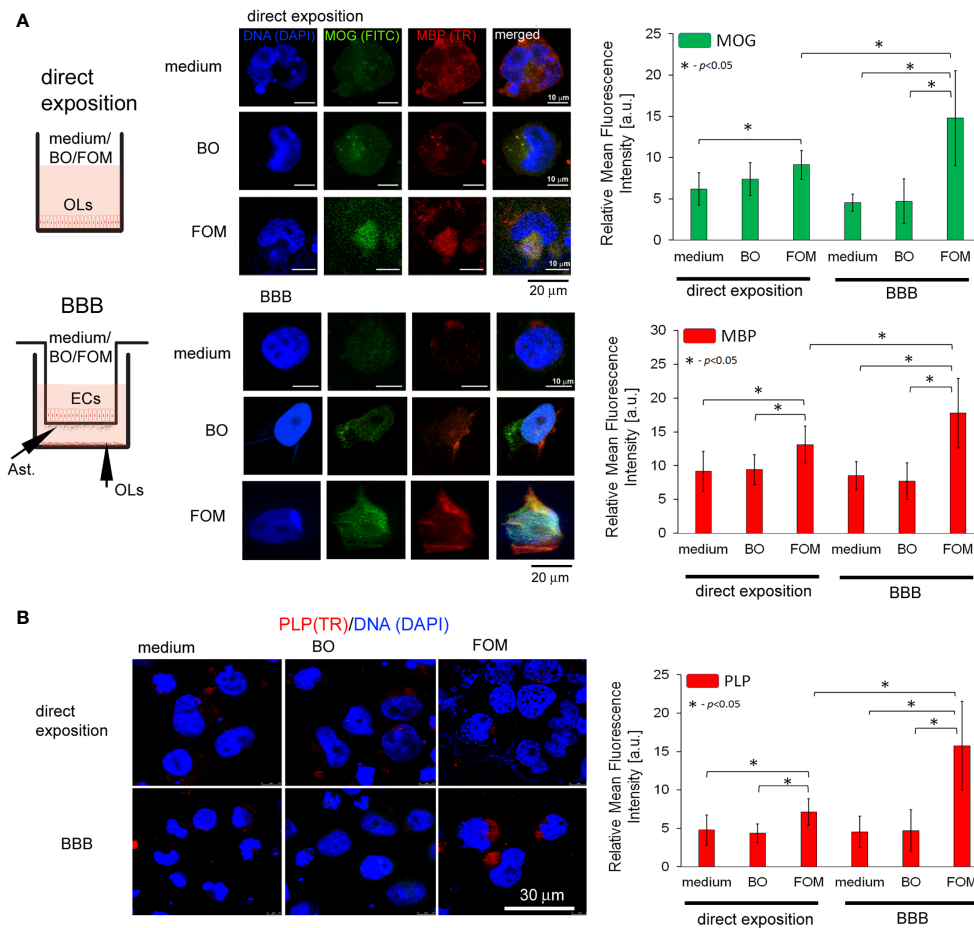 A
direct exposition
DNA (DAPI) MOG (FITC) MBP (TR) merged
direct
exposition
medium/
BO/FOM
OLs
medium
10 µm
BO
10 µm
FOM
10 µm
20 µm
BBB
medium/
BO/FOM
ECs
Ast.
OLs
BBB
medium
10 µm
BO
FOM
20 µm
MOG
* - p<0.05
Relative Mean Fluorescence
Intensity [a.u.]
25
20
15
10
5
0
* * * *
medium BO FOM medium BO FOM
direct exposition BBB
MBP
* - p<0.05
Relative Mean Fluorescence
Intensity [a.u.]
30
25
20
15
10
5
0
* * * * *
medium BO FOM medium BO FOM
direct exposition BBB
B
PLP(TR)/DNA (DAPI)
medium BO FOM
direct
exposition
BBB
30 µm
PLP
* - p<0.05
Relative Mean Fluorescence
Intensity [a.u.]
25
20
15
10
5
0
* * * * *
medium BO FOM medium BO FOM
direct exposition BBB